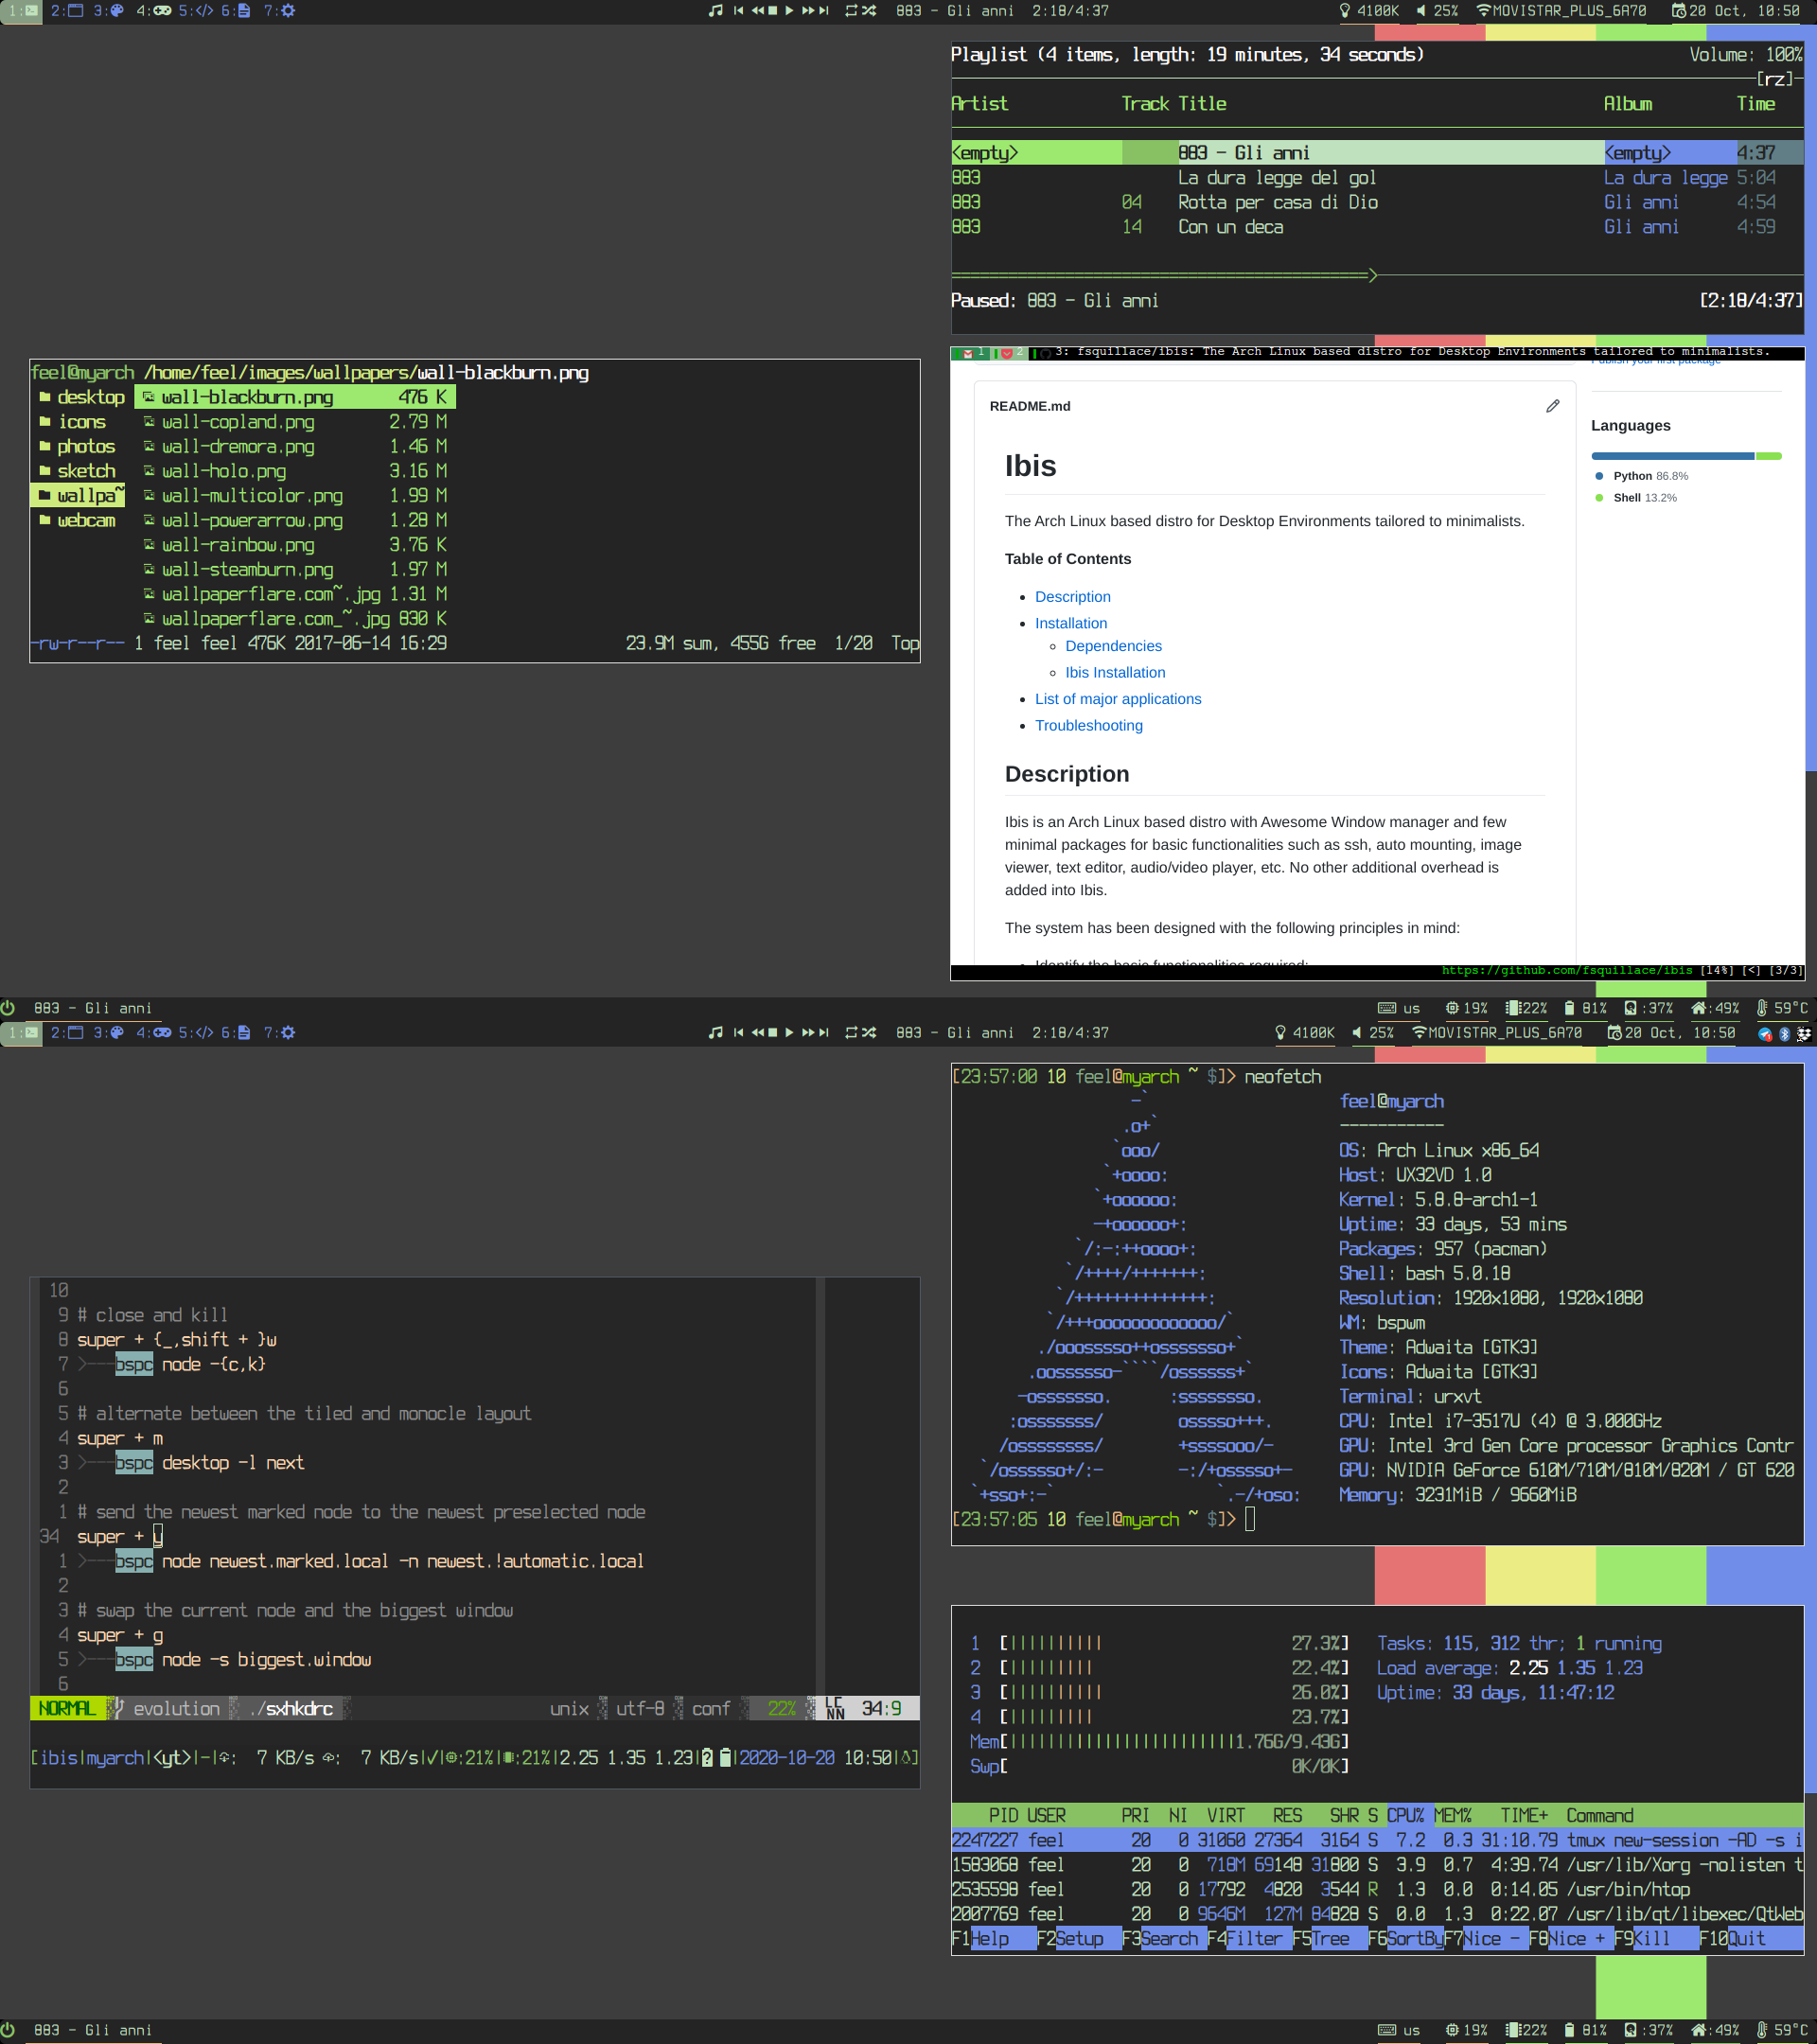 1: 2: 3: 4: 5: 6: 7: 883 - Gli anni 2:18/4:37 4100K 25% MOVISTAR_PLUS_6A70 20 Oct, 10:50
Playlist (4 items, length: 19 minutes, 34 seconds) Volume: 100%
[rz]
Artist Track Title Album Time
<empty> 883 - Gli anni <empty> 4:37
883 La dura legge del gol La dura legge 5:04
883 04 Rotta per casa di Dio Gli anni 4:54
883 14 Con un deca Gli anni 4:59
Paused: 883 - Gli anni [2:18/4:37]
feel@myarch /home/feel/images/wallpapers/wall-blackburn.png
desktop wall-blackburn.png 476 K
icons wall-copland.png 2.79 M
photos wall-dremora.png 1.46 M
sketch wall-holo.png 3.16 M
wallpa~ wall-multicolor.png 1.99 M
webcam wall-powerarrow.png 1.28 M
wall-rainbow.png 3.76 K
wall-steamburn.png 1.97 M
wallpaperflare.com~.jpg 1.31 M
wallpaperflare.com_~.jpg 830 K
-rw-r--r-- 1 feel feel 476K 2017-06-14 16:29 23.9M sum, 455G free 1/20 Top
1 2 3: fsquillace/ibis: The Arch Linux based distro for Desktop Environments tailored to minimalists.
Publish your first package
README.md
Languages
Python 86.8%
Shell 13.2%
Ibis
The Arch Linux based distro for Desktop Environments tailored to minimalists.
Table of Contents
• Description
• Installation
◦ Dependencies
◦ Ibis Installation
• List of major applications
• Troubleshooting
Description
Ibis is an Arch Linux based distro with Awesome Window manager and few
minimal packages for basic functionalities such as ssh, auto mounting, image
viewer, text editor, audio/video player, etc. No other additional overhead is
added into Ibis.
The system has been designed with the following principles in mind:
• Identify the basic functionalities required;
https://github.com/fsquillace/ibis [14%] [<] [3/3]
883 - Gli anni us 19% 22% 81% :37% :49% 59°C
1: 2: 3: 4: 5: 6: 7: 883 - Gli anni 2:18/4:37 4100K 25% MOVISTAR_PLUS_6A70 20 Oct, 10:50
[23:57:00 10 feel@myarch ~ $]> neofetch
-`
.o+`
`ooo/
`+oooo:
`+oooooo:
-+oooooo+:
`/:-:++oooo+:
`/++++/+++++++:
`/++++++++++++++:
`/+++ooooooooooooo/`
./ooosssso++osssssso+`
.oossssso-````/ossssss+`
-osssssso. :ssssssso.
:osssssss/ osssso+++.
/ossssssss/ +ssssooo/-
`/ossssso+/:- -:/+osssso+-
`+sso+:-` `.-/+oso:
feel@myarch
-----------
OS: Arch Linux x86_64
Host: UX32VD 1.0
Kernel: 5.8.8-arch1-1
Uptime: 33 days, 53 mins
Packages: 957 (pacman)
Shell: bash 5.0.18
Resolution: 1920x1080, 1920x1080
WM: bspwm
Theme: Adwaita [GTK3]
Icons: Adwaita [GTK3]
Terminal: urxvt
CPU: Intel i7-3517U (4) @ 3.000GHz
GPU: Intel 3rd Gen Core processor Graphics Contr
GPU: NVIDIA GeForce 610M/710M/810M/820M / GT 620
Memory: 3231MiB / 9660MiB
[23:57:05 10 feel@myarch ~ $]>
10
9 # close and kill
8 super + {_,shift + }w
7 >---bspc node -{c,k}
6
5 # alternate between the tiled and monocle layout
4 super + m
3 >---bspc desktop -l next
2
1 # send the newest marked node to the newest preselected node
34 super + y
1 >---bspc node newest.marked.local -n newest.!automatic.local
2
3 # swap the current node and the biggest window
4 super + g
5 >---bspc node -s biggest.window
6
NORMAL evolution ./sxhkdrc unix utf-8 conf 22% LC NN 34:9
[ibis|myarch|<yt>|-|: 7 KB/s : 7 KB/s|✓|:21%|:21%|2.25 1.35 1.23|? |2020-10-20 10:50|]
1 [||||||||||| 27.3%] Tasks: 115, 312 thr; 1 running
2 [|||||||||| 22.4%] Load average: 2.25 1.35 1.23
3 [||||||||||| 26.0%] Uptime: 33 days, 11:47:12
4 [|||||||||| 23.7%]
Mem[||||||||||||||||||||||||1.76G/9.43G]
Swp[ 0K/0K]
PID USER PRI NI VIRT RES SHR S CPU% MEM% TIME+ Command
2247227 feel 20 0 31060 27364 3164 S 7.2 0.3 31:10.79 tmux new-session -AD -s i
1583068 feel 20 0 718M 69148 31800 S 3.9 0.7 4:39.74 /usr/lib/Xorg -nolisten t
2535598 feel 20 0 17792 4820 3544 R 1.3 0.0 0:14.05 /usr/bin/htop
2007769 feel 20 0 9646M 127M 84828 S 0.0 1.3 0:22.07 /usr/lib/qt/libexec/QtWeb
F1Help F2Setup F3Search F4Filter F5Tree F6SortBy F7Nice - F8Nice + F9Kill F10Quit
883 - Gli anni us 19% 22% 81% :37% :49% 59°C